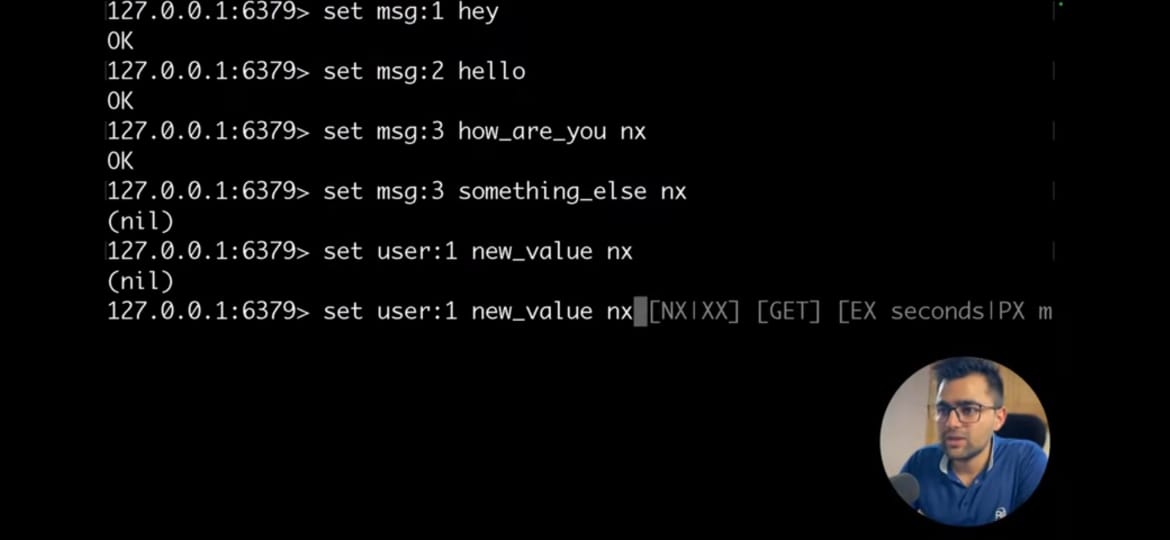 127.0.0.1:6379> set msg:1 hey
OK
127.0.0.1:6379> set msg:2 hello
OK
127.0.0.1:6379> set msg:3 how_are_you nx
OK
127.0.0.1:6379> set msg:3 something_else nx
(nil)
127.0.0.1:6379> set user:1 new_value nx
(nil)
127.0.0.1:6379> set user:1 new_value nx [NX|XX] [GET] [EX seconds|PX m